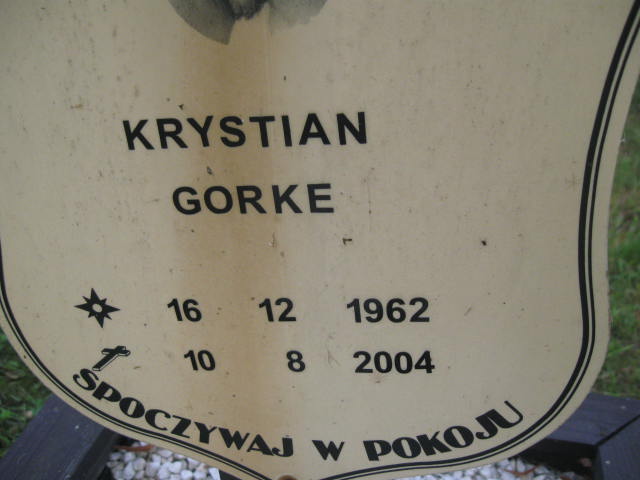 KRYSTIAN
GORKE
16 12 1962
10 8 2004
SPOCZYWAJ W POKOJU